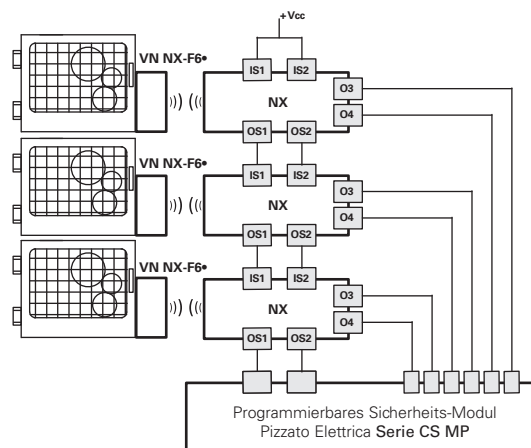 +Vcc
VN NX-F6•
IS1 IS2
O3
NX
O4
OS1 OS2
VN NX-F6•
IS1 IS2
O3
NX
O4
OS1 OS2
VN NX-F6•
IS1 IS2
O3
NX
O4
OS1 OS2
Programmierbares Sicherheits-Modul
Pizzato Elettrica Serie CS MP